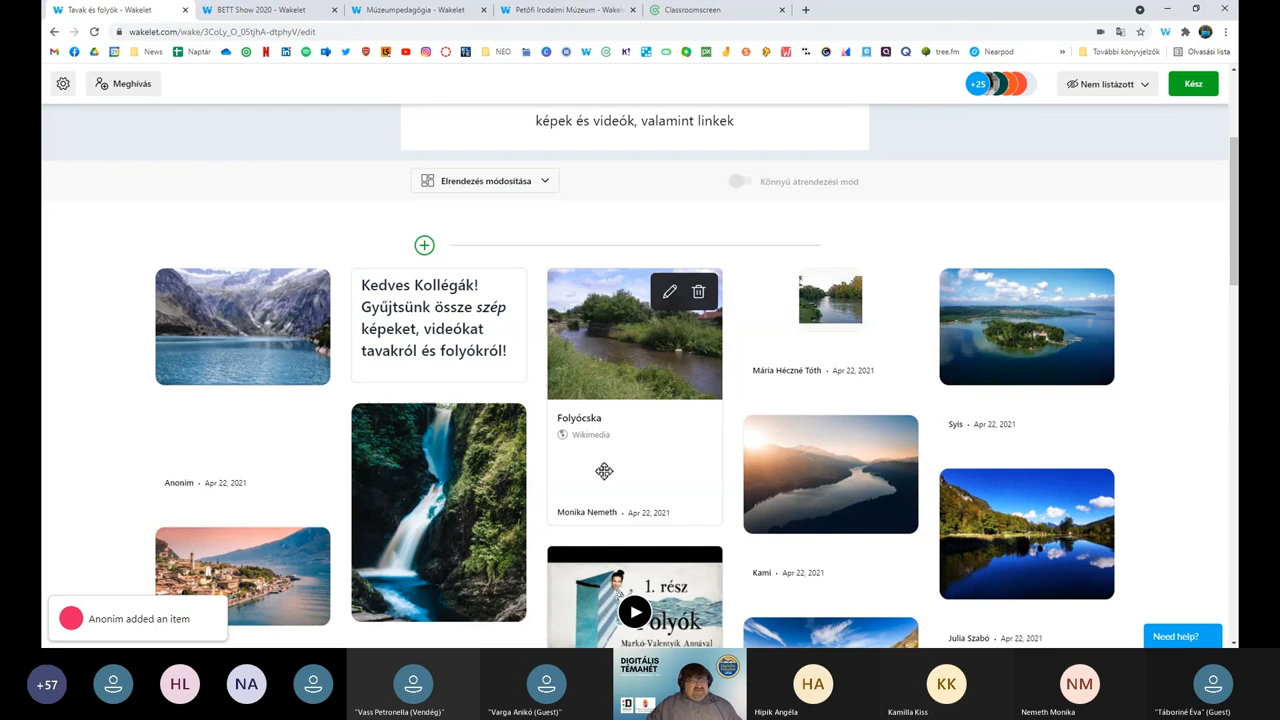 Tavak és folyók - Wakelet
BETT Show 2020 - Wakelet
Múzeumpedagógia - Wakelet
Petőfi Irodalmi Múzeum - Wakele
Classroomscreen
wakelet.com/wake/3CoLy_O_05tjhA-dtphyV/edit
News
Naptár
NEO
tree.fm
Nearpod
További könyvjelzők
Olvasási lista
Meghívás
+25
Nem listázott
Kész
képek és videók, valamint linkek
Elrendezés módosítása
Könnyű átrendezési mód
Kedves Kollégák!
Gyűjtsünk össze szép
képeket, videókat
tavakról és folyókról!
Folyócska
Wikimedia
Monika Nemeth • Apr 22, 2021
Mária Héczné Tóth • Apr 22, 2021
Syis • Apr 22, 2021
Anonim • Apr 22, 2021
Kami • Apr 22, 2021
Julia Szabó • Apr 22, 2021
1. rész
Folyók
Markó-Valentyik Annával
Anonim added an item
Need help?
+57
HL
NA
"Vass Petronella (Vendég)"
"Varga Anikó (Guest)"
DIGITÁLIS
TÉMAHÉT
HA
Hipik Angéla
KK
Kamilla Kiss
NM
Nemeth Monika
"Táboriné Éva" (Guest)